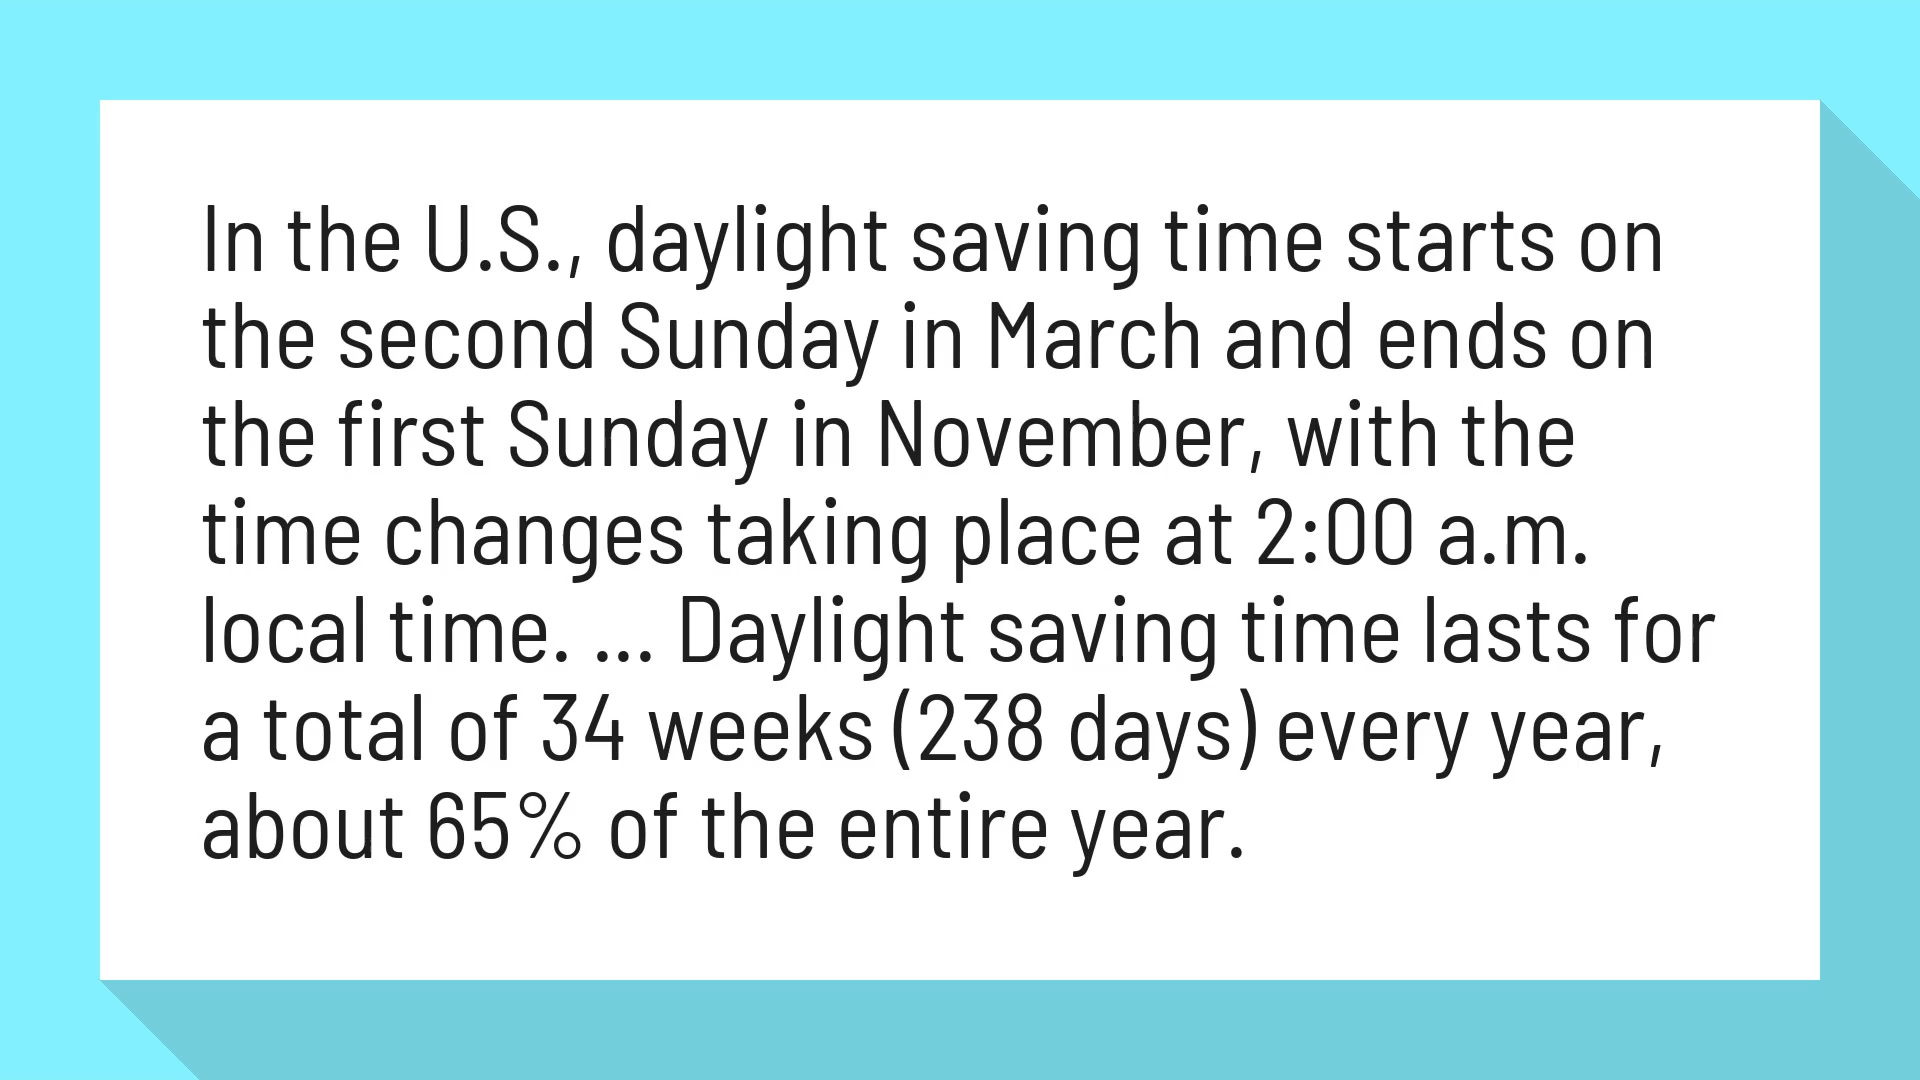 In the U.S., daylight saving time starts on
the second Sunday in March and ends on
the first Sunday in November, with the
time changes taking place at 2:00 a.m.
local time. ... Daylight saving time lasts for
a total of 34 weeks (238 days) every year,
about 65% of the entire year.